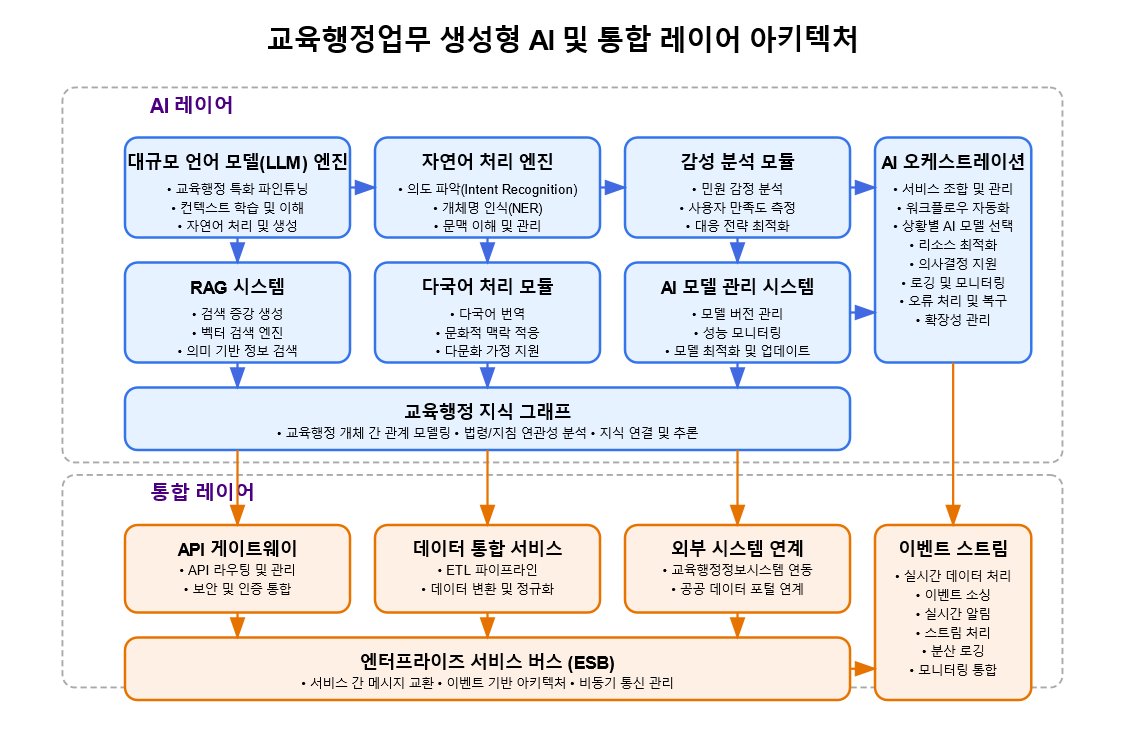 교육행정업무 생성형 AI 및 통합 레이어 아키텍처
AI 레이어
대규모 언어 모델(LLM) 엔진
• 교육행정 특화 파인튜닝
• 컨텍스트 학습 및 이해
• 자연어 처리 및 생성
자연어 처리 엔진
• 의도 파악(Intent Recognition)
• 개체명 인식(NER)
• 문맥 이해 및 관리
감성 분석 모듈
• 민원 감정 분석
• 사용자 만족도 측정
• 대응 전략 최적화
AI 오케스트레이션
• 서비스 조합 및 관리
• 워크플로우 자동화
• 상황별 AI 모델 선택
• 리소스 최적화
• 의사결정 지원
• 로깅 및 모니터링
• 오류 처리 및 복구
• 확장성 관리
RAG 시스템
• 검색 증강 생성
• 벡터 검색 엔진
• 의미 기반 정보 검색
다국어 처리 모듈
• 다국어 번역
• 문화적 맥락 적응
• 다문화 가정 지원
AI 모델 관리 시스템
• 모델 버전 관리
• 성능 모니터링
• 모델 최적화 및 업데이트
교육행정 지식 그래프
• 교육행정 개체 간 관계 모델링 • 법령/지침 연관성 분석 • 지식 연결 및 추론
통합 레이어
API 게이트웨이
• API 라우팅 및 관리
• 보안 및 인증 통합
데이터 통합 서비스
• ETL 파이프라인
• 데이터 변환 및 정규화
외부 시스템 연계
• 교육행정정보시스템 연동
• 공공 데이터 포털 연계
이벤트 스트림
• 실시간 데이터 처리
• 이벤트 소싱
• 실시간 알림
• 스트림 처리
• 분산 로깅
• 모니터링 통합
엔터프라이즈 서비스 버스 (ESB)
• 서비스 간 메시지 교환 • 이벤트 기반 아키텍처 • 비동기 통신 관리